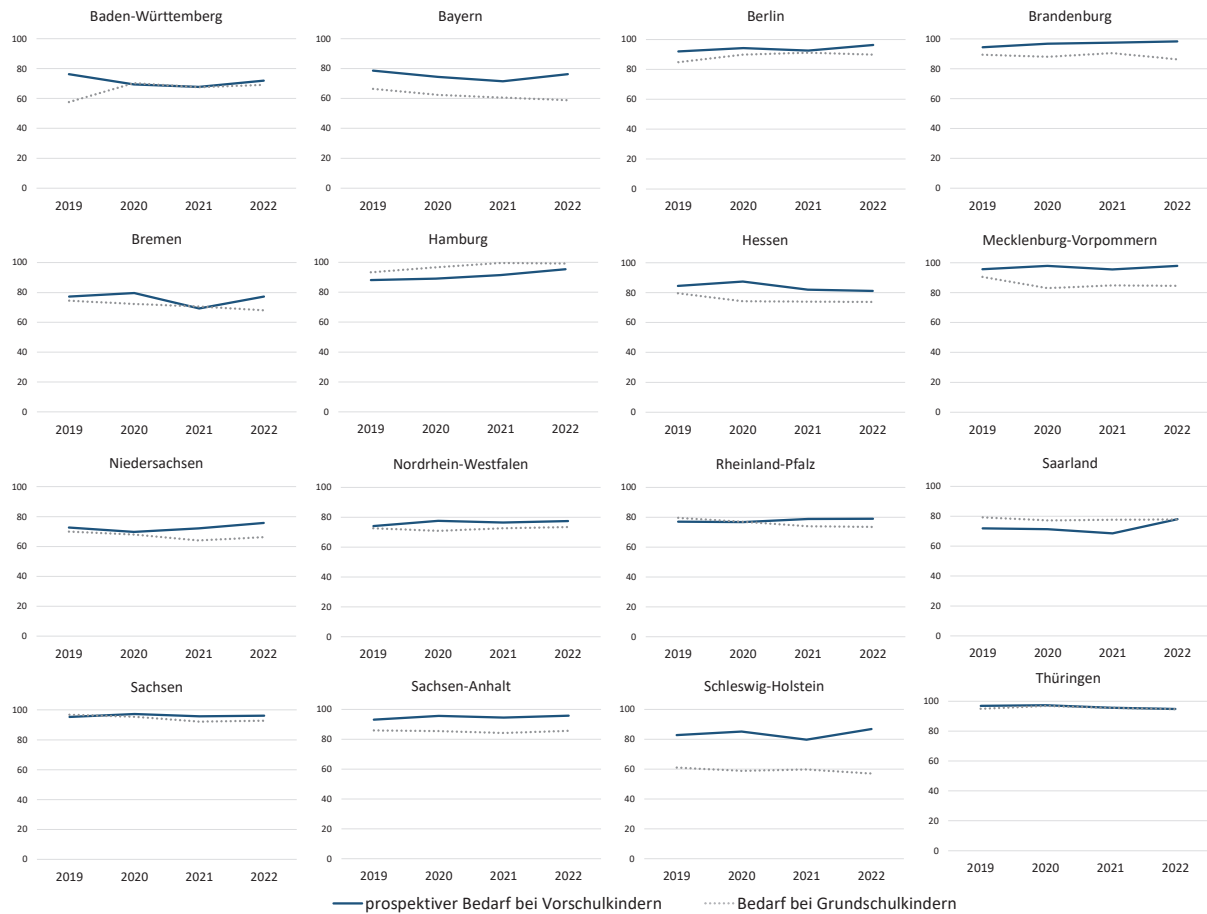 Baden-Württemberg
100
80
60
40
20
0
2019 2020 2021 2022
Bayern
100
80
60
40
20
0
2019 2020 2021 2022
Berlin
100
80
60
40
20
0
2019 2020 2021 2022
Brandenburg
100
80
60
40
20
0
2019 2020 2021 2022
Bremen
100
80
60
40
20
0
2019 2020 2021 2022
Hamburg
100
80
60
40
20
0
2019 2020 2021 2022
Hessen
100
80
60
40
20
0
2019 2020 2021 2022
Mecklenburg-Vorpommern
100
80
60
40
20
0
2019 2020 2021 2022
Niedersachsen
100
80
60
40
20
0
2019 2020 2021 2022
Nordrhein-Westfalen
100
80
60
40
20
0
2019 2020 2021 2022
Rheinland-Pfalz
100
80
60
40
20
0
2019 2020 2021 2022
Saarland
100
80
60
40
20
0
2019 2020 2021 2022
Sachsen
100
80
60
40
20
0
2019 2020 2021 2022
Sachsen-Anhalt
100
80
60
40
20
0
2019 2020 2021 2022
Schleswig-Holstein
100
80
60
40
20
0
2019 2020 2021 2022
Thüringen
100
80
60
40
20
0
2019 2020 2021 2022
prospektiver Bedarf bei Vorschulkindern Bedarf bei Grundschulkindern